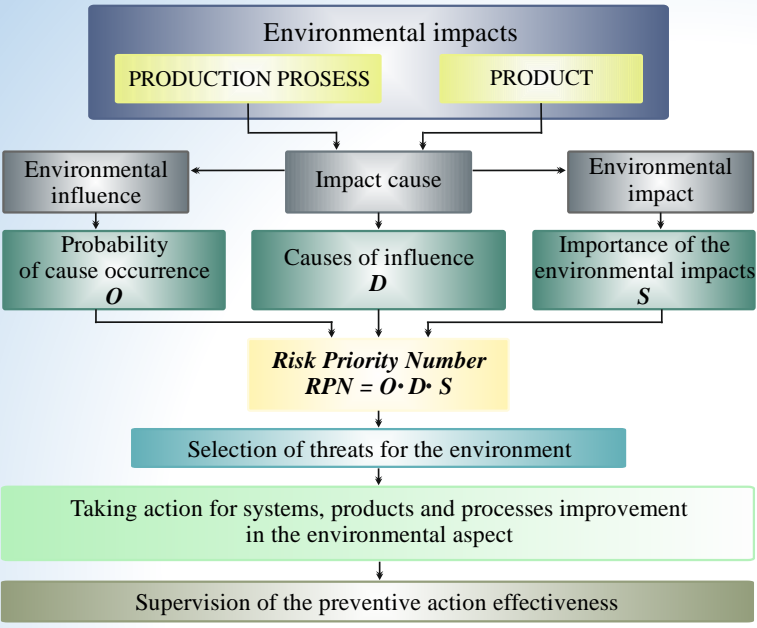 Environmental impacts
PRODUCTION PROSESS
PRODUCT
Environmental
influence
Impact cause
Environmental
impact
Probability
of cause occurrence
O
Causes of influence
D
Importance of the
environmental impacts
S
Risk Priority Number
RPN = O· D· S
Selection of threats for the environment
Taking action for systems, products and processes improvement
in the environmental aspect
Supervision of the preventive action effectiveness